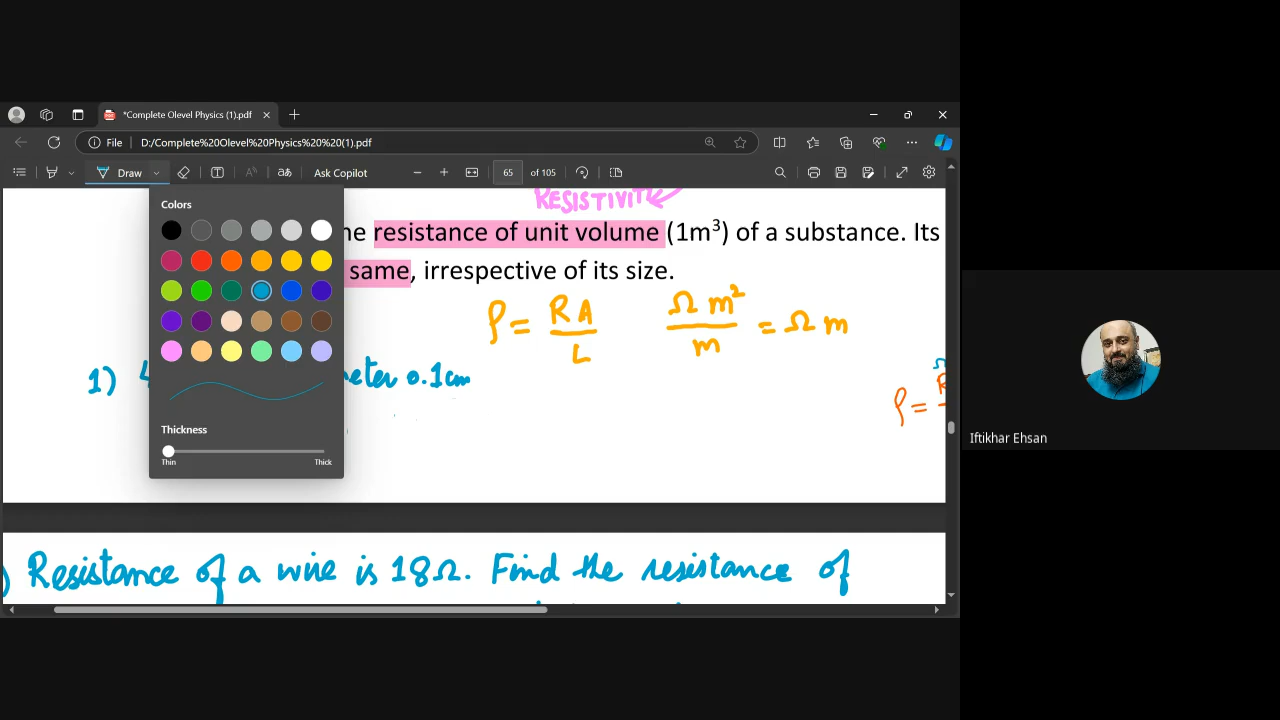 *Complete Olevel Physics (1).pdf
File D:/Complete%20Olevel%20Physics%20%20(1).pdf
Draw Ask Copilot 65 of 105
RESISTIVITY
Colors
resistance of unit volume (1m³) of a substance. Its
same, irrespective of its size.
ρ = RA / L Ω m² / m = Ω m
1) 0.1cm
ρ =
Thickness
Thin Thick
Resistance of a wire is 18Ω. Find the resistance of
Iftikhar Ehsan